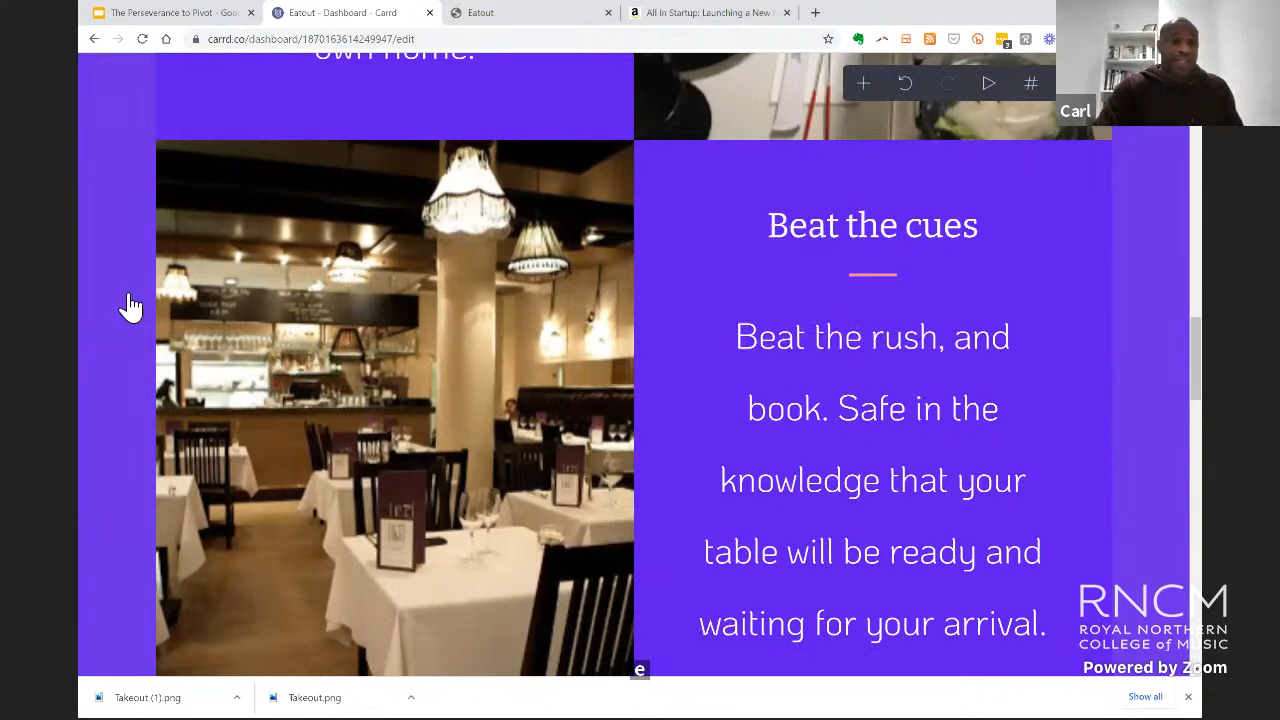 The Perseverance to Pivot - Goo
Eatout - Dashboard - Carrd
Eatout
All In Startup: Launching a New I
carrd.co/dashboard/1870163614249947/edit
own home.
Carl
Beat the cues
Beat the rush, and
book. Safe in the
knowledge that your
table will be ready and
waiting for your arrival.
RNCM
ROYAL NORTHERN
COLLEGE of MUSIC
Powered by Zoom
e
Takeout (1).png
Takeout.png
Show all